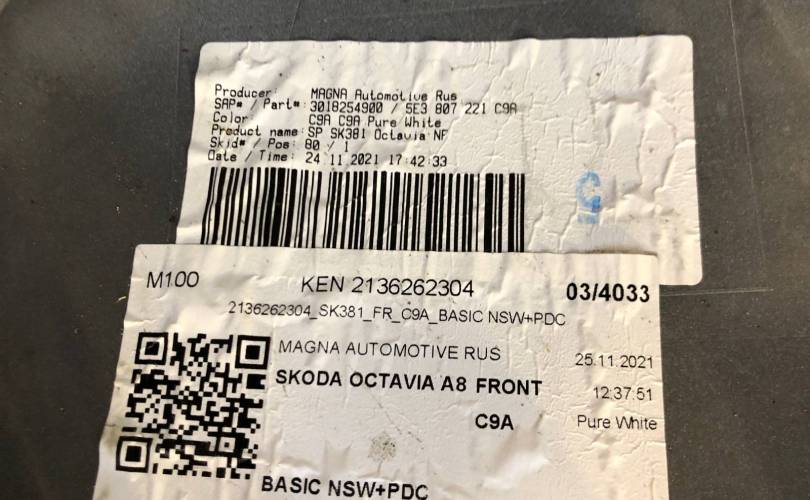 Producer: MAGNA Automotive Rus
SAP# / Part#: 3018254900 / 5E3 807 221 C9A
Color: C9A C9A Pure White
Product name: SP SK381 Octavia NF
Skid# / Pos: 80 / 1
Date / Time: 24 11 2021 17:42:33
M100 KEN 2136262304 03/4033
2136262304_SK381_FR_C9A_BASIC NSW+PDC
MAGNA AUTOMOTIVE RUS 25.11.2021
SKODA OCTAVIA A8 FRONT 12:37:51
C9A Pure White
BASIC NSW+PDC